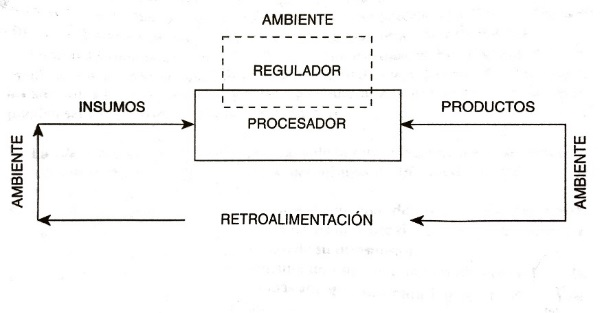 AMBIENTE
REGULADOR
INSUMOS
PROCESADOR
PRODUCTOS
AMBIENTE
AMBIENTE
RETROALIMENTACIÓN